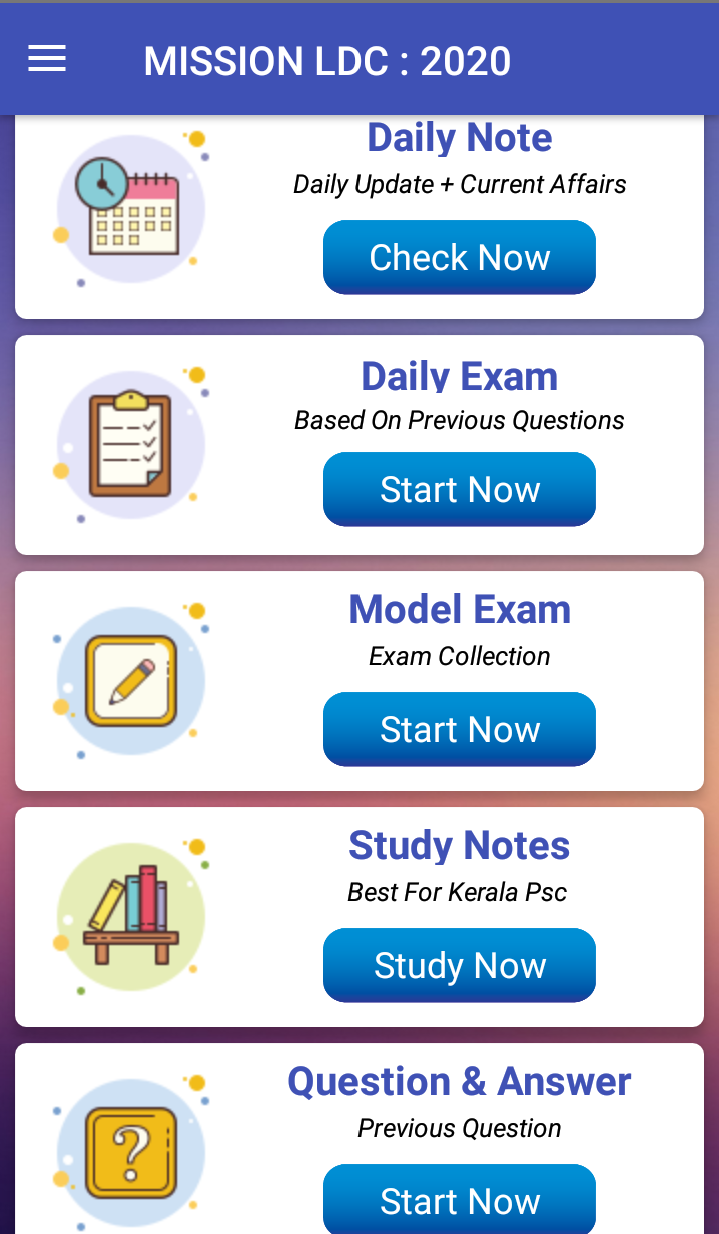 MISSION LDC : 2020
Daily Note
Daily Update + Current Affairs
Check Now
Daily Exam
Based On Previous Questions
Start Now
Model Exam
Exam Collection
Start Now
Study Notes
Best For Kerala Psc
Study Now
Question & Answer
Previous Question
?
Start Now